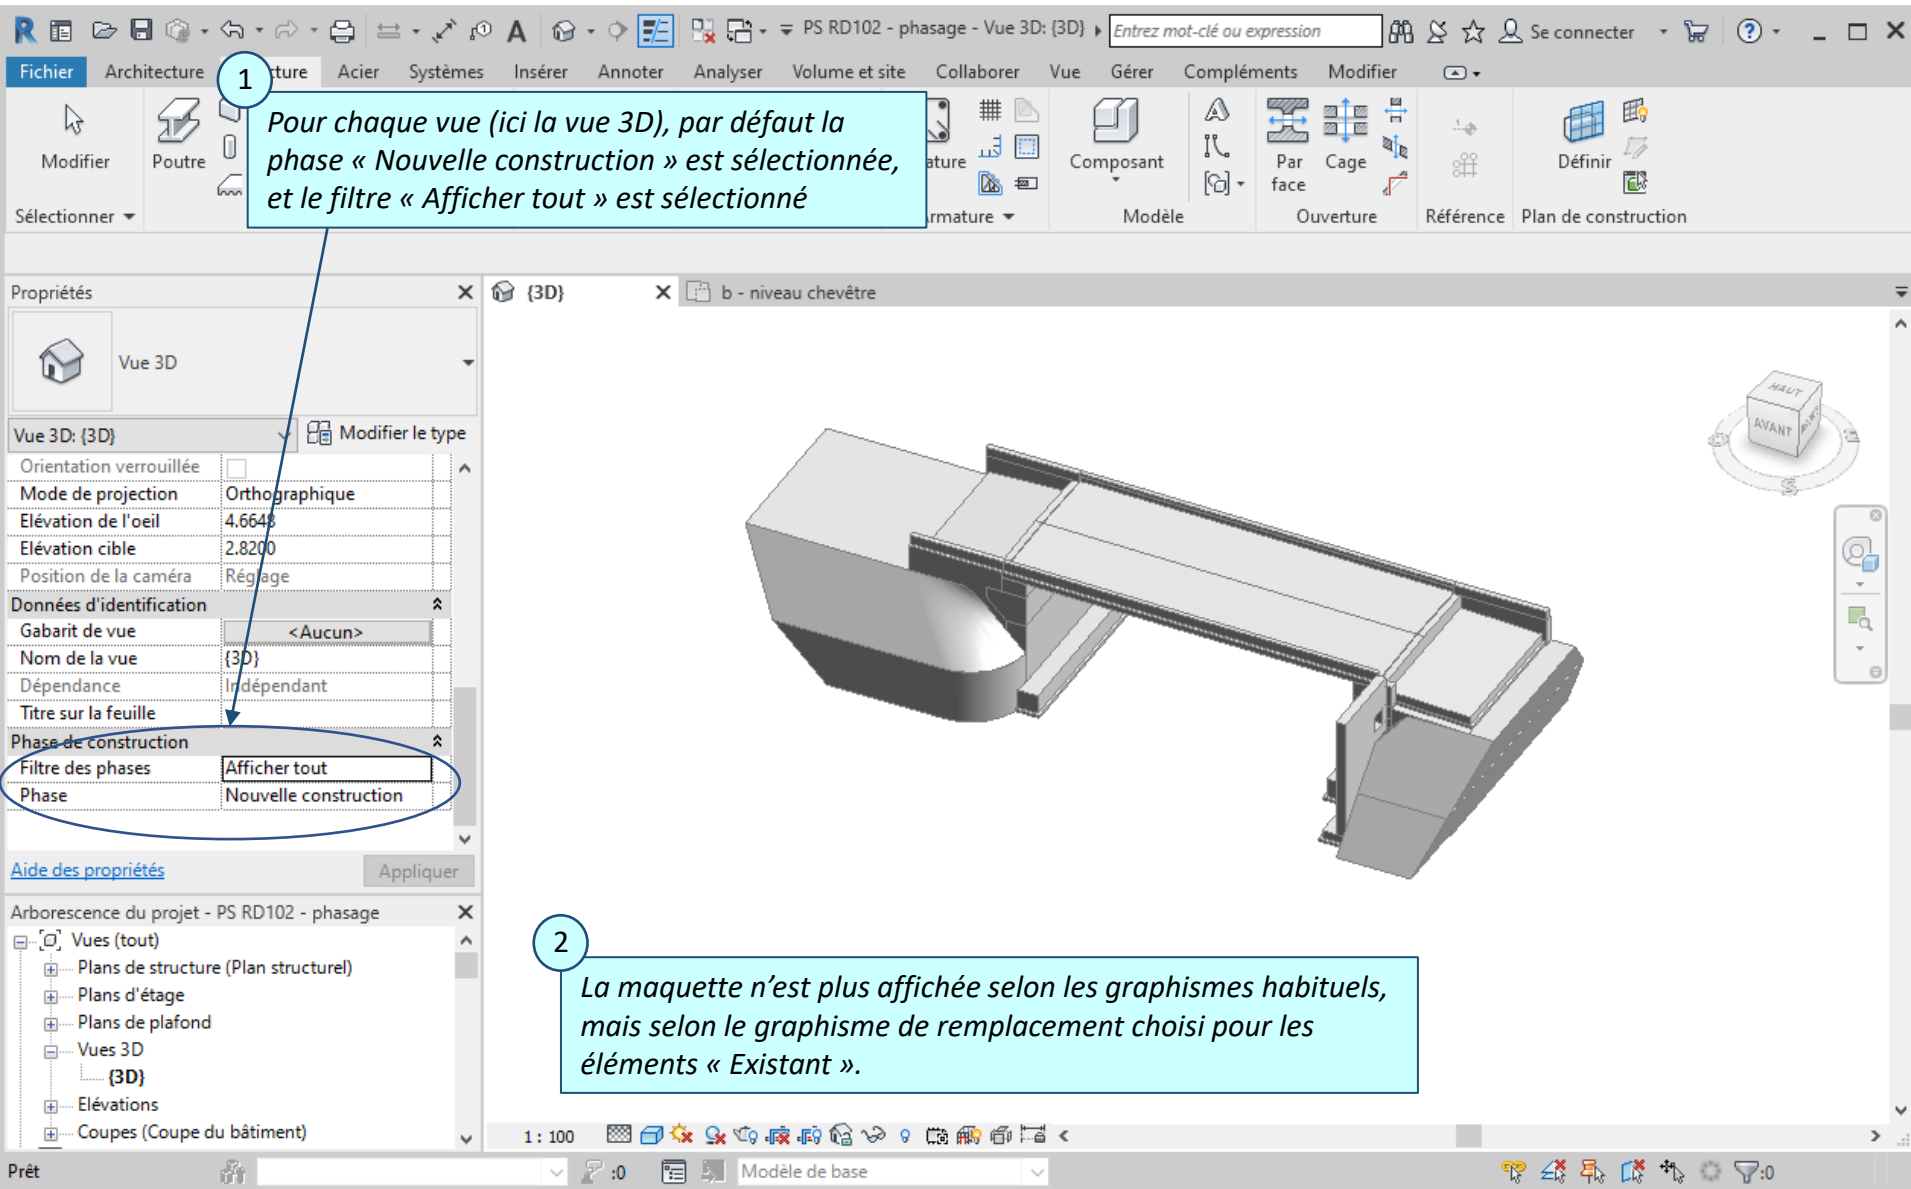 PS RD102 - phasage - Vue 3D: {3D}
Entrez mot-clé ou expression
Se connecter
Fichier
Architecture
Acier
Systèmes
Insérer
Annoter
Analyser
Volume et site
Collaborer
Vue
Gérer
Compléments
Modifier
1
Pour chaque vue (ici la vue 3D), par défaut la
phase « Nouvelle construction » est sélectionnée,
et le filtre « Afficher tout » est sélectionné
Modifier
Poutre
Composant
Par
face
Cage
Définir
Sélectionner
Modèle
Ouverture
Référence
Plan de construction
Propriétés
{3D}
b - niveau chevêtre
Vue 3D
HAUT
AVANT
S
Vue 3D: {3D}
Modifier le type
Orientation verrouillée
Mode de projection Orthographique
Elévation de l'oeil 4.6648
Elévation cible 2.8200
Position de la caméra Réglage
Données d'identification
Gabarit de vue <Aucun>
Nom de la vue {3D}
Dépendance Indépendant
Titre sur la feuille
Phase de construction
Filtre des phases Afficher tout
Phase Nouvelle construction
Aide des propriétés
Appliquer
Arborescence du projet - PS RD102 - phasage
Vues (tout)
Plans de structure (Plan structurel)
Plans d'étage
Plans de plafond
Vues 3D
{3D}
Elévations
Coupes (Coupe du bâtiment)
2
La maquette n'est plus affichée selon les graphismes habituels,
mais selon le graphisme de remplacement choisi pour les
éléments « Existant ».
1 : 100
Prêt
:0
Modèle de base
:0